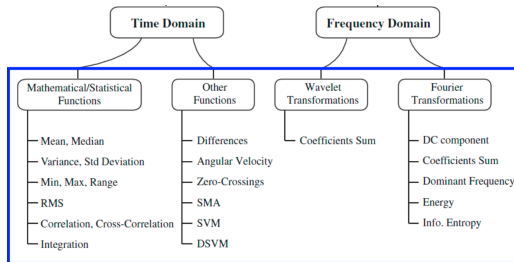 Time Domain
Frequency Domain
Mathematical/Statistical
Functions
Mean, Median
Variance, Std Deviation
Min, Max, Range
RMS
Correlation, Cross-Correlation
Integration
Other
Functions
Differences
Angular Velocity
Zero-Crossings
SMA
SVM
DSVM
Wavelet
Transformations
Coefficients Sum
Fourier
Transformations
DC component
Coefficients Sum
Dominant Frequency
Energy
Info. Entropy